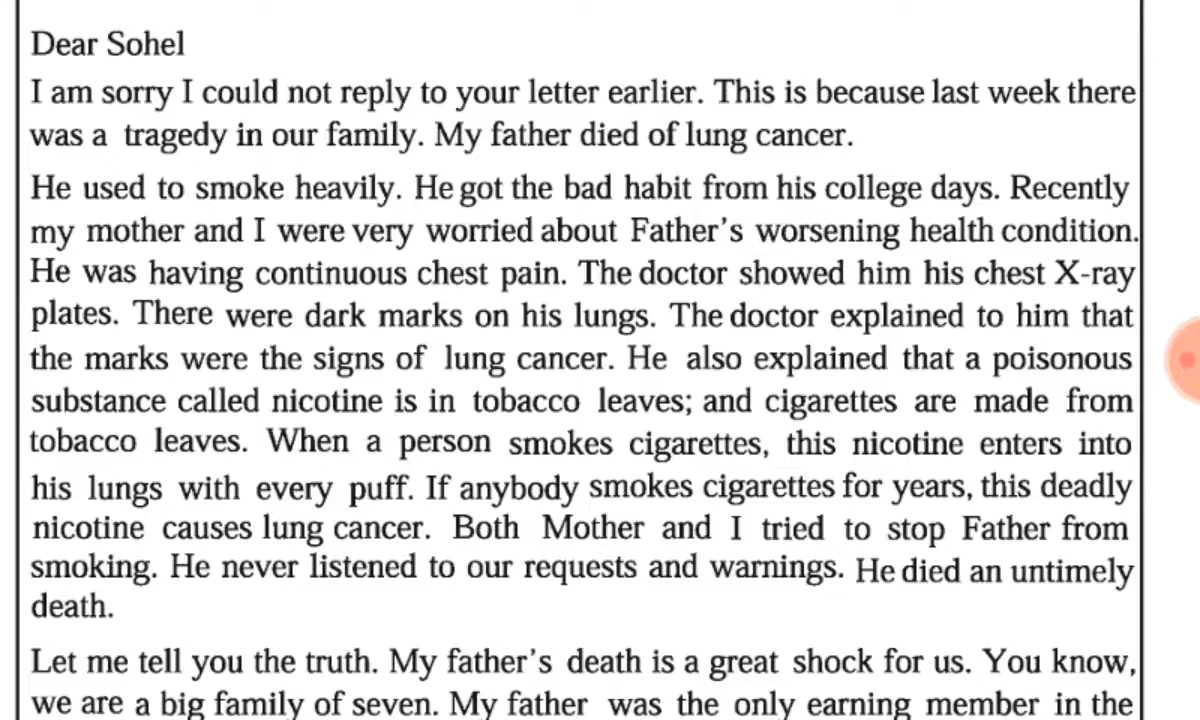 Dear Sohel
I am sorry I could not reply to your letter earlier. This is because last week there
was a tragedy in our family. My father died of lung cancer.
He used to smoke heavily. He got the bad habit from his college days. Recently
my mother and I were very worried about Father's worsening health condition.
He was having continuous chest pain. The doctor showed him his chest X-ray
plates. There were dark marks on his lungs. The doctor explained to him that
the marks were the signs of lung cancer. He also explained that a poisonous
substance called nicotine is in tobacco leaves; and cigarettes are made from
tobacco leaves. When a person smokes cigarettes, this nicotine enters into
his lungs with every puff. If anybody smokes cigarettes for years, this deadly
nicotine causes lung cancer. Both Mother and I tried to stop Father from
smoking. He never listened to our requests and warnings. He died an untimely
death.
Let me tell you the truth. My father's death is a great shock for us. You know,
we are a big family of seven. My father was the only earning member in the